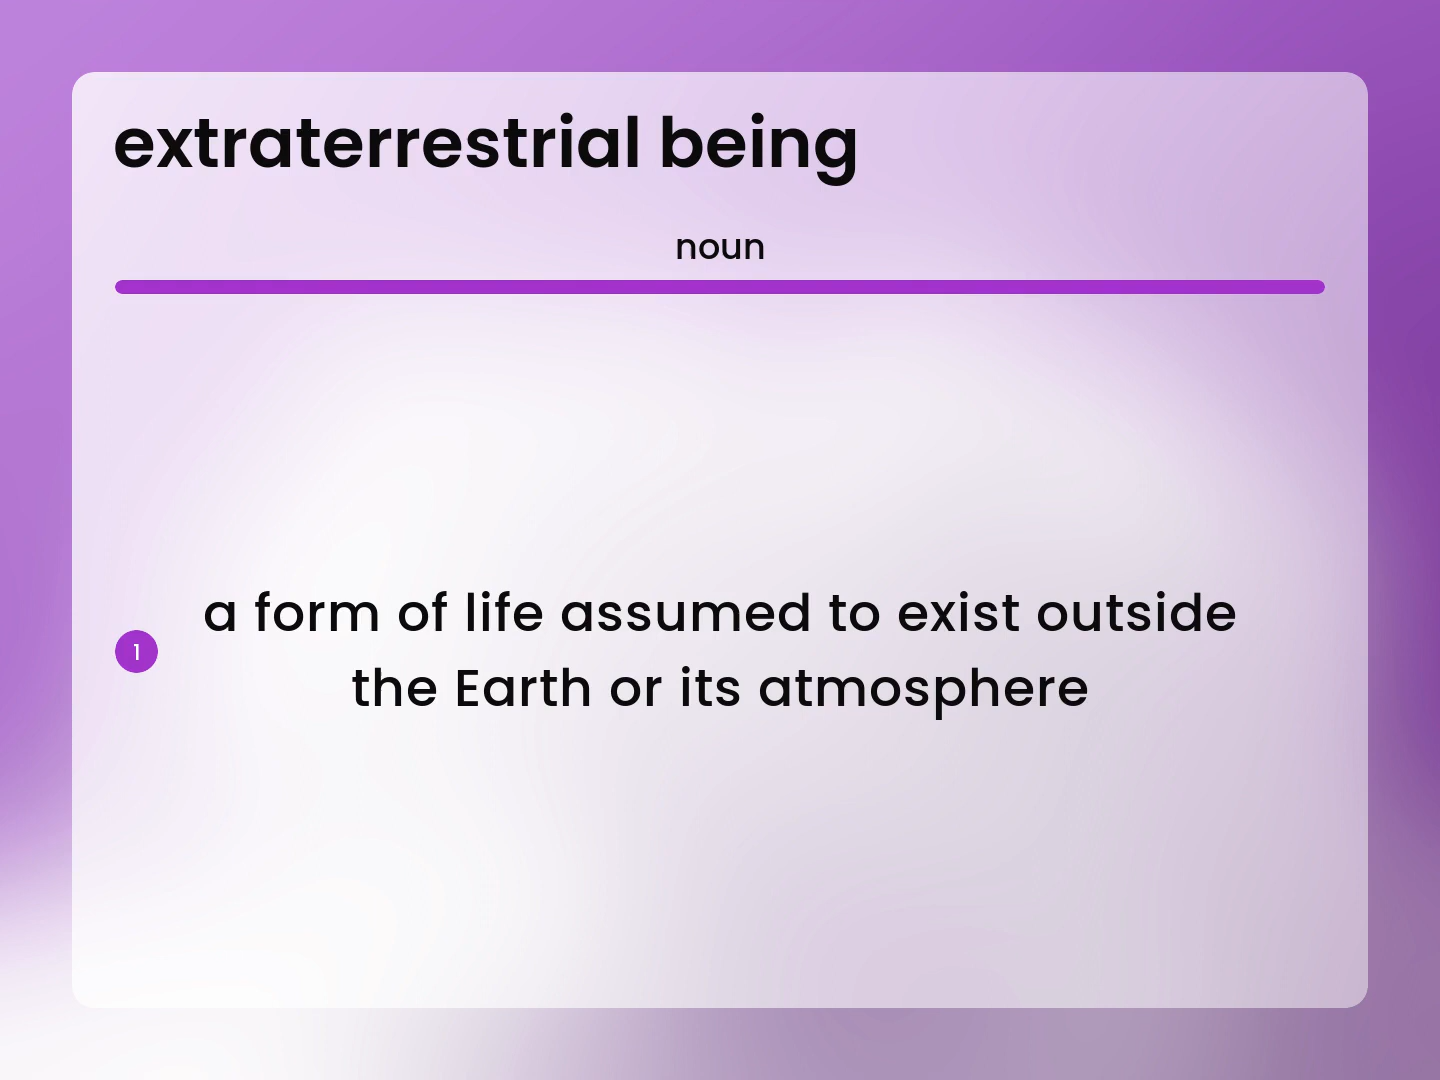 extraterrestrial being
noun
1
a form of life assumed to exist outside
the Earth or its atmosphere